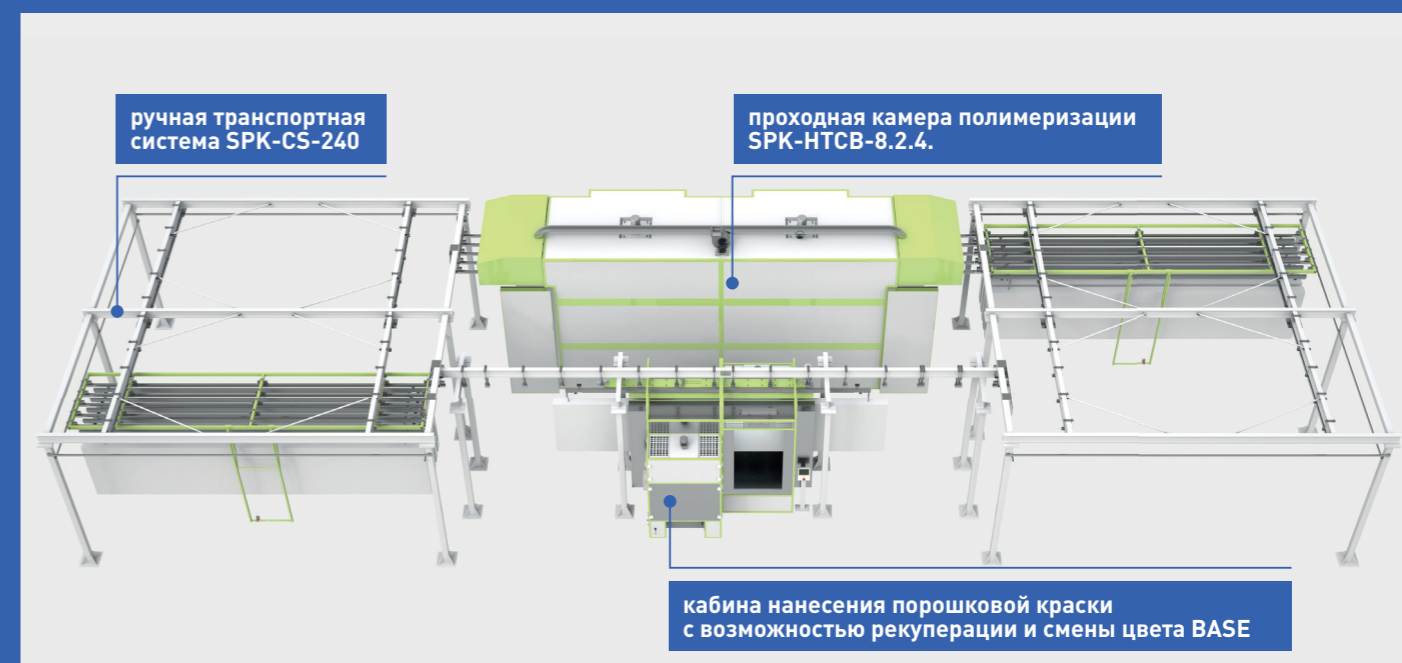 ручная транспортная
система SPK-CS-240
проходная камера полимеризации
SPK-HTCB-8.2.4.
кабина нанесения порошковой краски
с возможностью рекуперации и смены цвета BASE